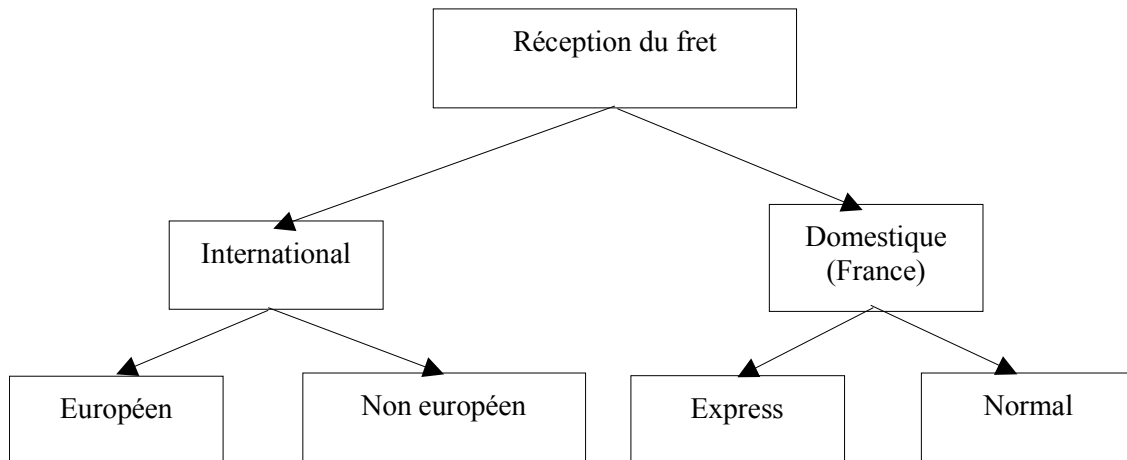 Réception du fret
International
Domestique
(France)
Européen
Non européen
Express
Normal